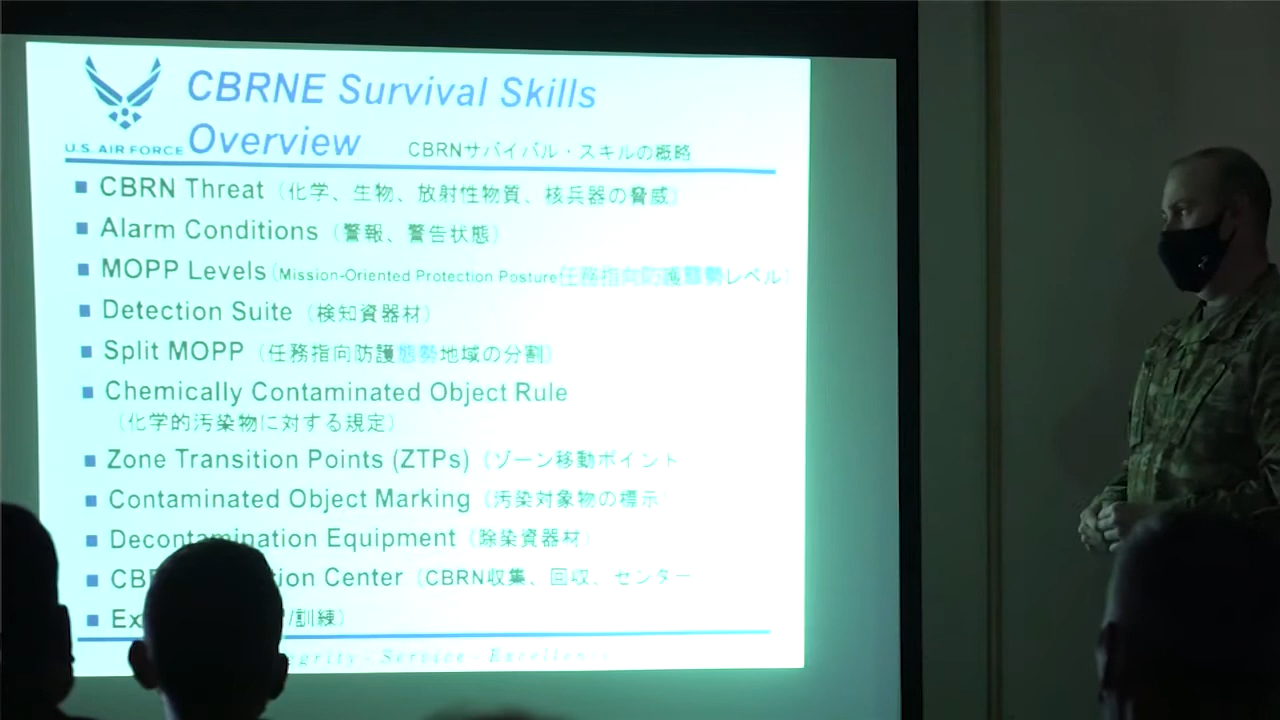 CBRNE Survival Skills
Overview
CBRNサバイバル・スキルの概略
U.S. AIR FORCE
CBRN Threat (化学、生物、放射性物質、核兵器の脅威)
Alarm Conditions (警報、警告状態)
MOPP Levels (Mission-Oriented Protection Posture任務指向防護態勢レベル)
Detection Suite (検知資器材)
Split MOPP (任務指向防護態勢地域の分割)
Chemically Contaminated Object Rule
(化学的汚染物に対する規定)
Zone Transition Points (ZTPs) (ゾーン移動ポイント
Contaminated Object Marking (汚染対象物の標示
Decontamination Equipment (除染資器材)
Center (CBRN収集、回収、センター
/訓練)
Service - Excellence